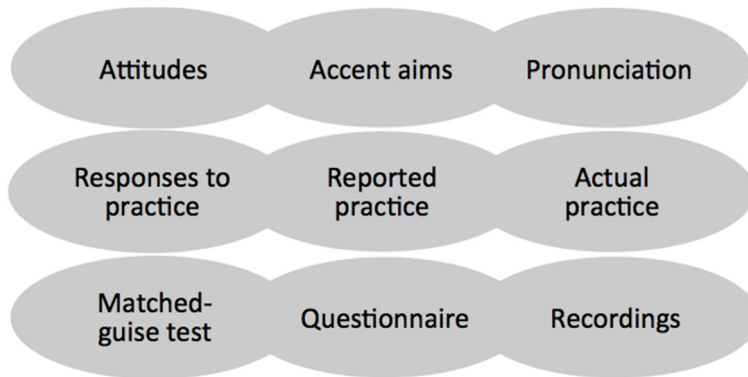 Attitudes
Accent aims
Pronunciation
Responses to
practice
Reported
practice
Actual
practice
Matched-
guise test
Questionnaire
Recordings